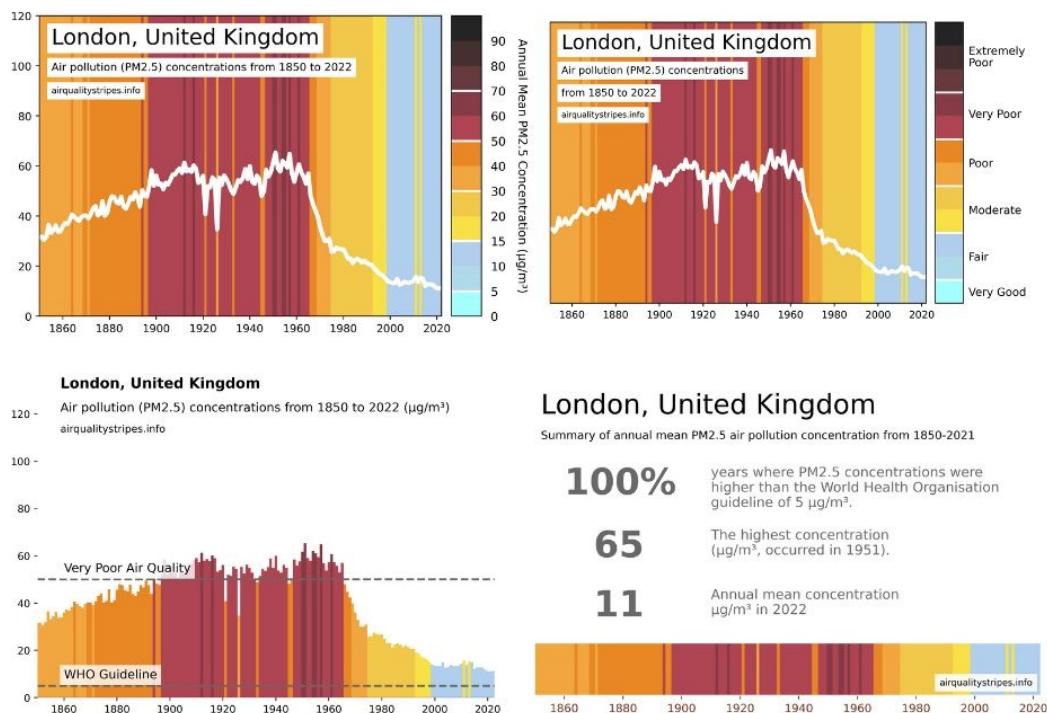 120
100
80
60
40
20
0
London, United Kingdom
Air pollution (PM2.5) concentrations from 1850 to 2022
airqualitystripes.info
1860
1880
1900
1920
1940
1960
1980
2000
2020
90
80
70
60
50
40
30
20
15
10
5
0
Annual Mean PM2.5 Concentration (µg/m³)
London, United Kingdom
Air pollution (PM2.5) concentrations
from 1850 to 2022
airqualitystripes.info
1860
1880
1900
1920
1940
1960
1980
2000
2020
Extremely
Poor
Very Poor
Poor
Moderate
Fair
Very Good
London, United Kingdom
Air pollution (PM2.5) concentrations from 1850 to 2022 (µg/m³)
airqualitystripes.info
120
100
80
60
40
20
0
Very Poor Air Quality
WHO Guideline
1860
1880
1900
1920
1940
1960
1980
2000
2020
London, United Kingdom
Summary of annual mean PM2.5 air pollution concentration from 1850-2021
100%
years where PM2.5 concentrations were
higher than the World Health Organisation
guideline of 5 µg/m³.
65
The highest concentration
(µg/m³, occurred in 1951).
11
Annual mean concentration
µg/m³ in 2022
airqualitystripes.info
1860
1880
1900
1920
1940
1960
1980
2000
2020